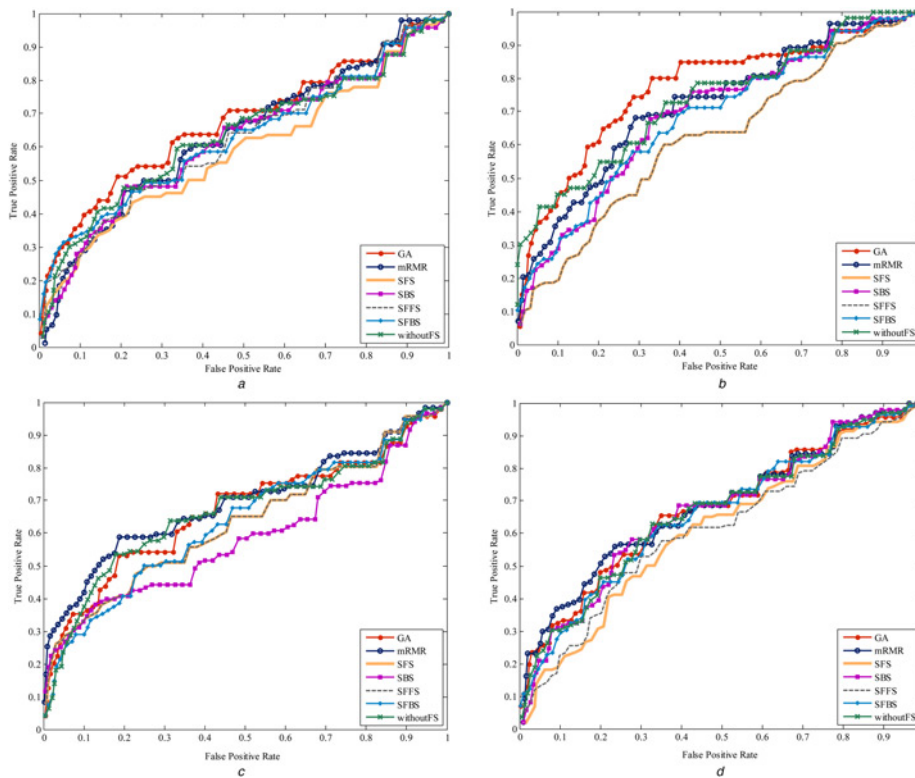 1
0.9
0.8
0.7
0.6
0.5
0.4
0.3
0.2
0.1
0
True Positive Rate
GA
mRMR
SFS
SBS
SFFS
SFBS
withoutFS
0 0.1 0.2 0.3 0.4 0.5 0.6 0.7 0.8 0.9 1
False Positive Rate
a
1
0.9
0.8
0.7
0.6
0.5
0.4
0.3
0.2
0.1
0
True Positive Rate
GA
mRMR
SFS
SBS
SFFS
SFBS
withoutFS
0 0.1 0.2 0.3 0.4 0.5 0.6 0.7 0.8 0.9
False Positive Rate
b
1
0.9
0.8
0.7
0.6
0.5
0.4
0.3
0.2
0.1
0
True Positive Rate
GA
mRMR
SFS
SBS
SFFS
SFBS
withoutFS
0 0.1 0.2 0.3 0.4 0.5 0.6 0.7 0.8 0.9 1
False Positive Rate
c
1
0.9
0.8
0.7
0.6
0.5
0.4
0.3
0.2
0.1
0
True Positive Rate
GA
mRMR
SFS
SBS
SFFS
SFBS
withoutFS
0 0.1 0.2 0.3 0.4 0.5 0.6 0.7 0.8 0.9
False Positive Rate
d